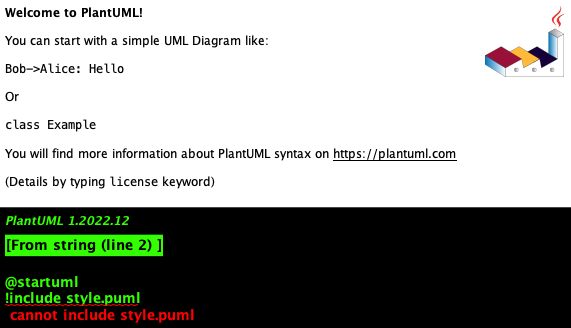 Welcome to PlantUML!
You can start with a simple UML Diagram like:
Bob->Alice: Hello
Or
class Example
You will find more information about PlantUML syntax on https://plantuml.com
(Details by typing license keyword)
PlantUML 1.2022.12
[From string (line 2) ]
@startuml
!include style.puml
cannot include style.puml